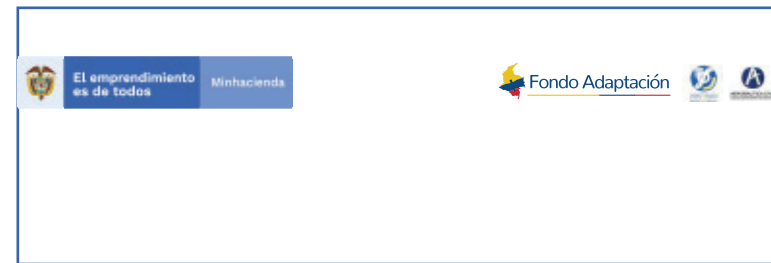 El emprendimiento
es de todos
Minhacienda
Fondo Adaptación